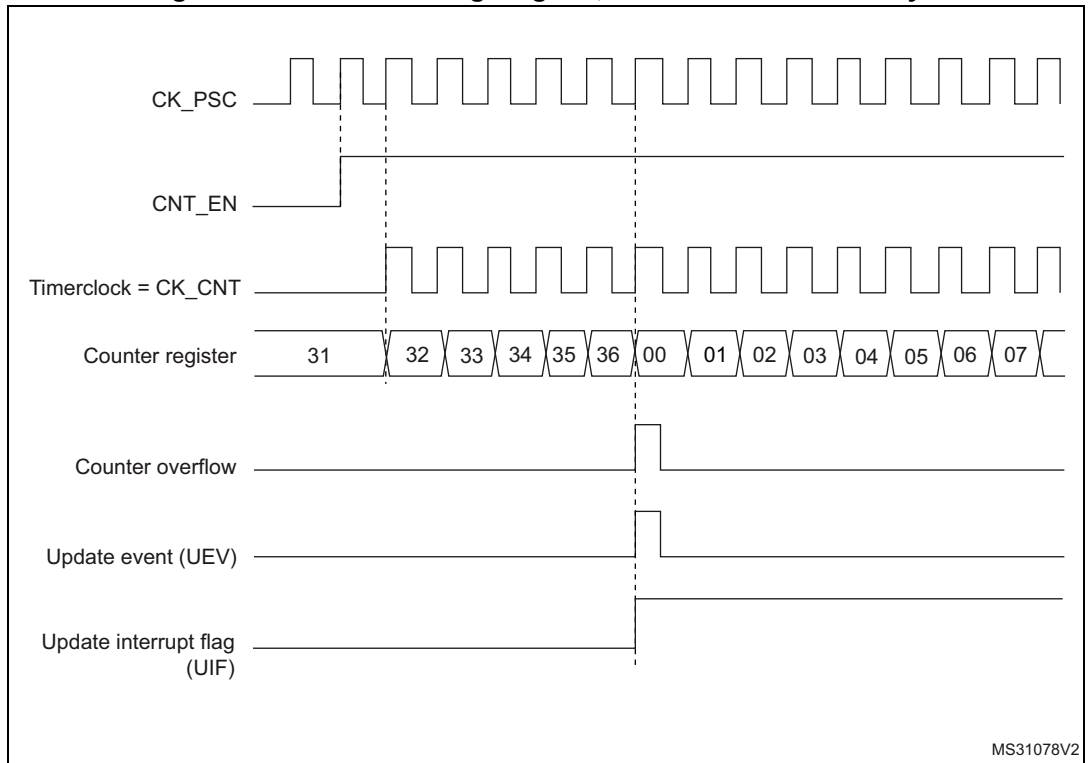 CK_PSC
CNT_EN
Timerclock = CK_CNT
Counter register 31 32 33 34 35 36 00 01 02 03 04 05 06 07
Counter overflow
Update event (UEV)
Update interrupt flag
(UIF)
MS31078V2